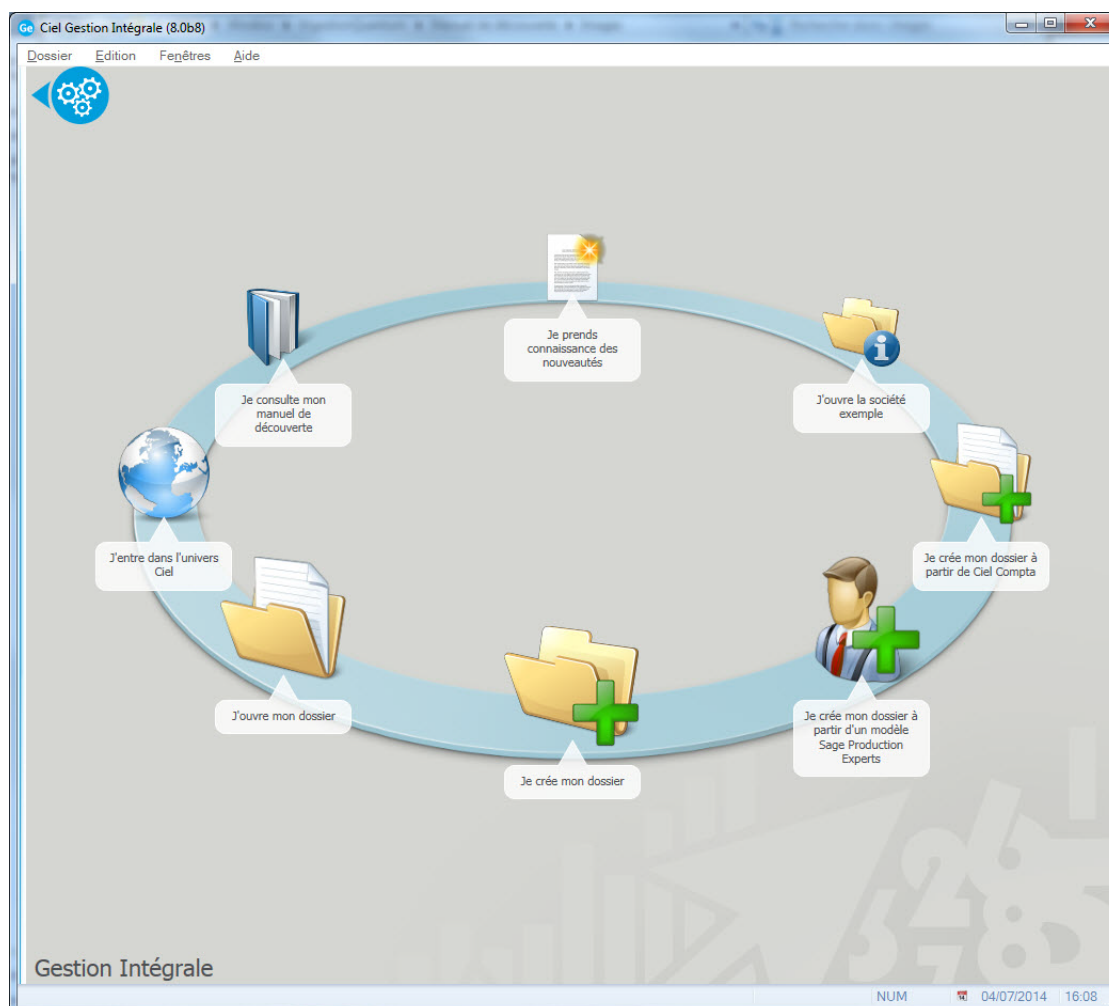 Ciel Gestion Intégrale (8.0b8)
Dossier Edition Fenêtres Aide
Je prends
connaissance des
nouveautés
Je consulte mon
manuel de
découverte
J'ouvre la société
exemple
J'entre dans l'univers
Ciel
Je crée mon dossier à
partir de Ciel Compta
J'ouvre mon dossier
Je crée mon dossier à
partir d'un modèle
Sage Production
Experts
Je crée mon dossier
Gestion Intégrale
NUM 04/07/2014 16:08